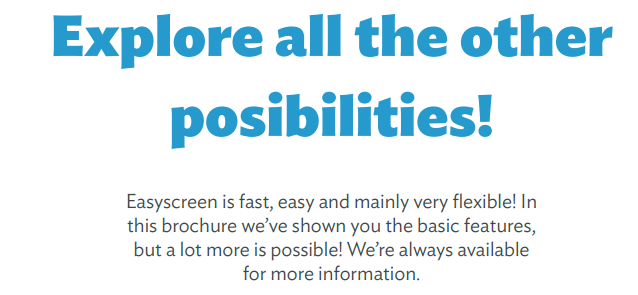 Explore all the other
posibilities!
Easyscreen is fast, easy and mainly very flexible! In
this brochure we've shown you the basic features,
but a lot more is possible! We're always available
for more information.